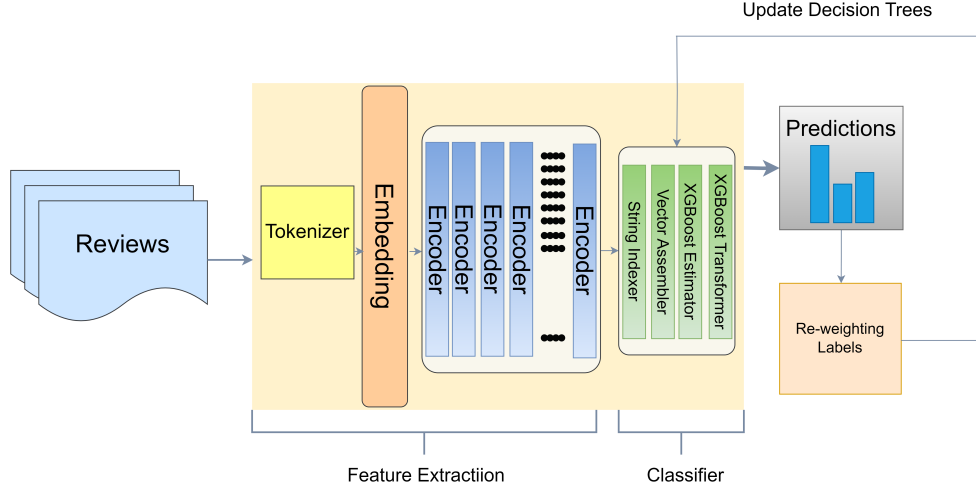 Update Decision Trees
Reviews
Tokenizer
Embedding
Encoder
Encoder
Encoder
Encoder
Encoder
String Indexer
Vector Assembler
XGBoost Estimator
XGBoost Transformer
Predictions
Re-weighting
Labels
Feature Extractiion
Classifier